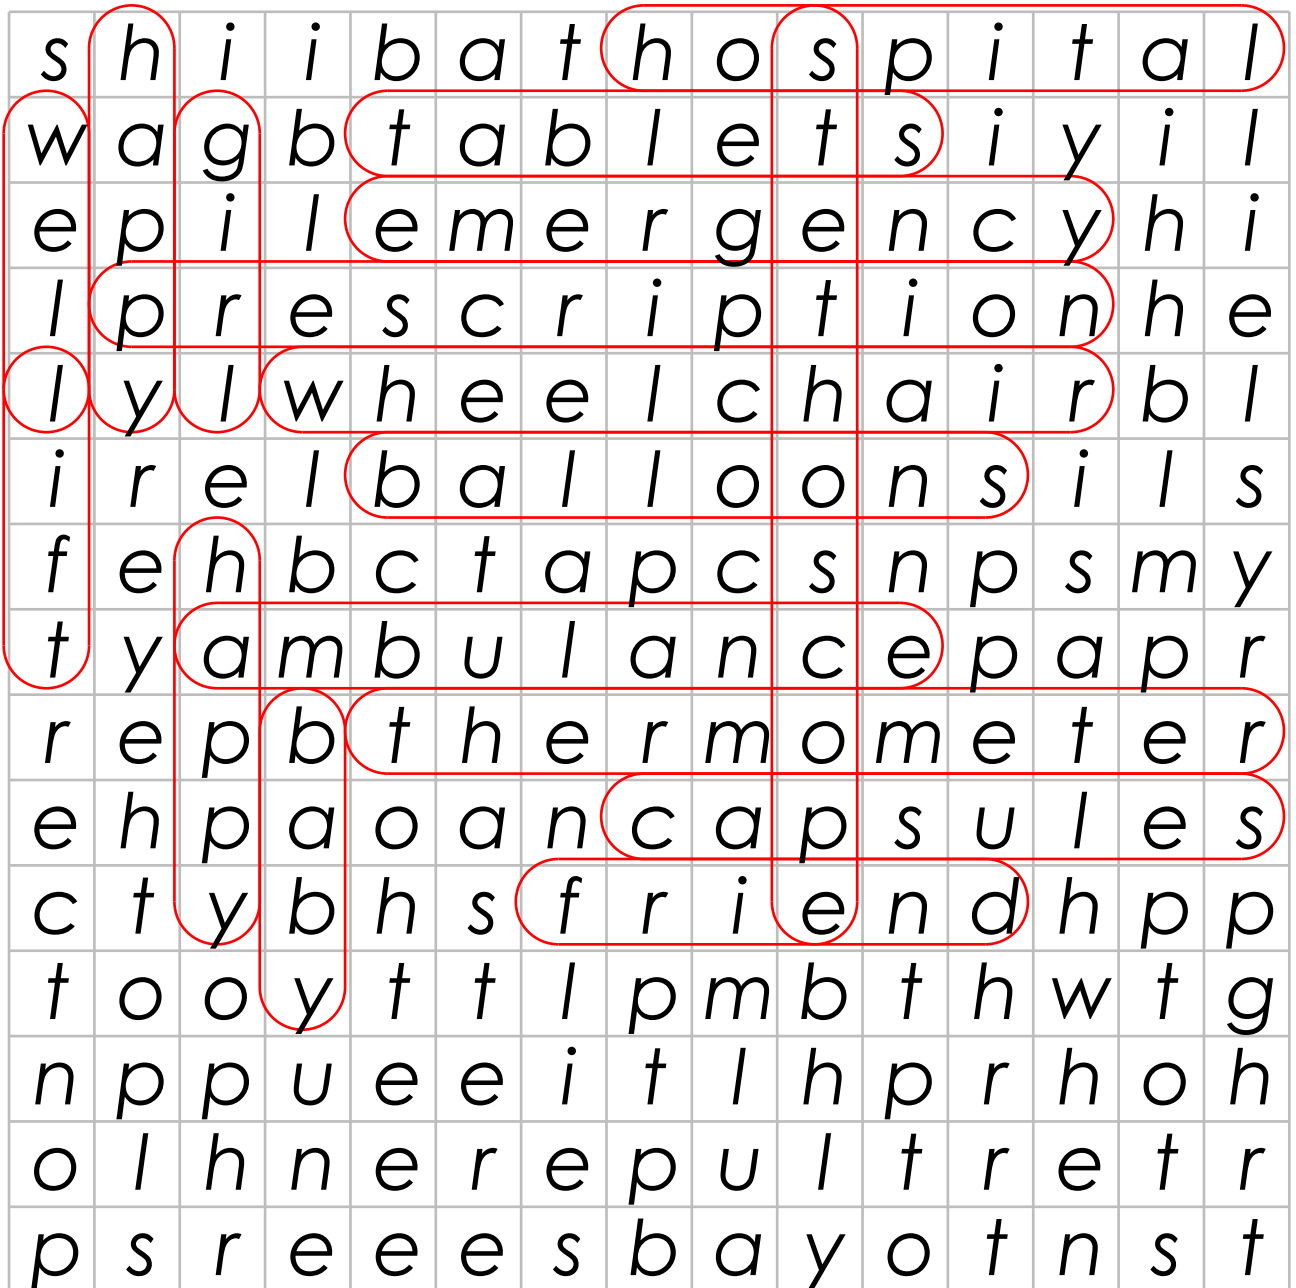 s h i i b a t h o s p i t a l
w a g b t a b l e t s i y i l
e p i l e m e r g e n c y h i
l p r e s c r i p t i o n h e
l y l w h e e l c h a i r b l
i r e l b a l l o o n s i l s
f e h b c t a p c s n p s m y
t y a m b u l a n c e p a p r
r e p b t h e r m o m e t e r
e h p a o a n c a p s u l e s
c t y b h s f r i e n d h p p
t o o y t t l p m b t h w t g
n p p u e e i t l h p r h o h
o l h n e r e p u l t r e t r
p s r e e e s b a y o t n s t